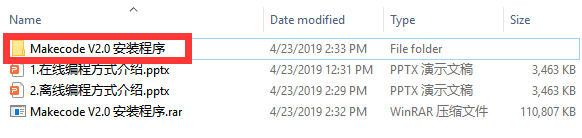 Name Date modified Type Size
Makecode V2.0 安装程序 4/23/2019 2:33 PM File folder
1.在线编程方式介绍.pptx 4/23/2019 12:31 PM PPTX 演示文稿 3,463 KB
2.离线编程方式介绍.pptx 4/23/2019 2:33 PM PPTX 演示文稿 3,463 KB
Makecode V2.0 安装程序.rar 4/23/2019 2:32 PM WinRAR 压缩文件 110,807 KB